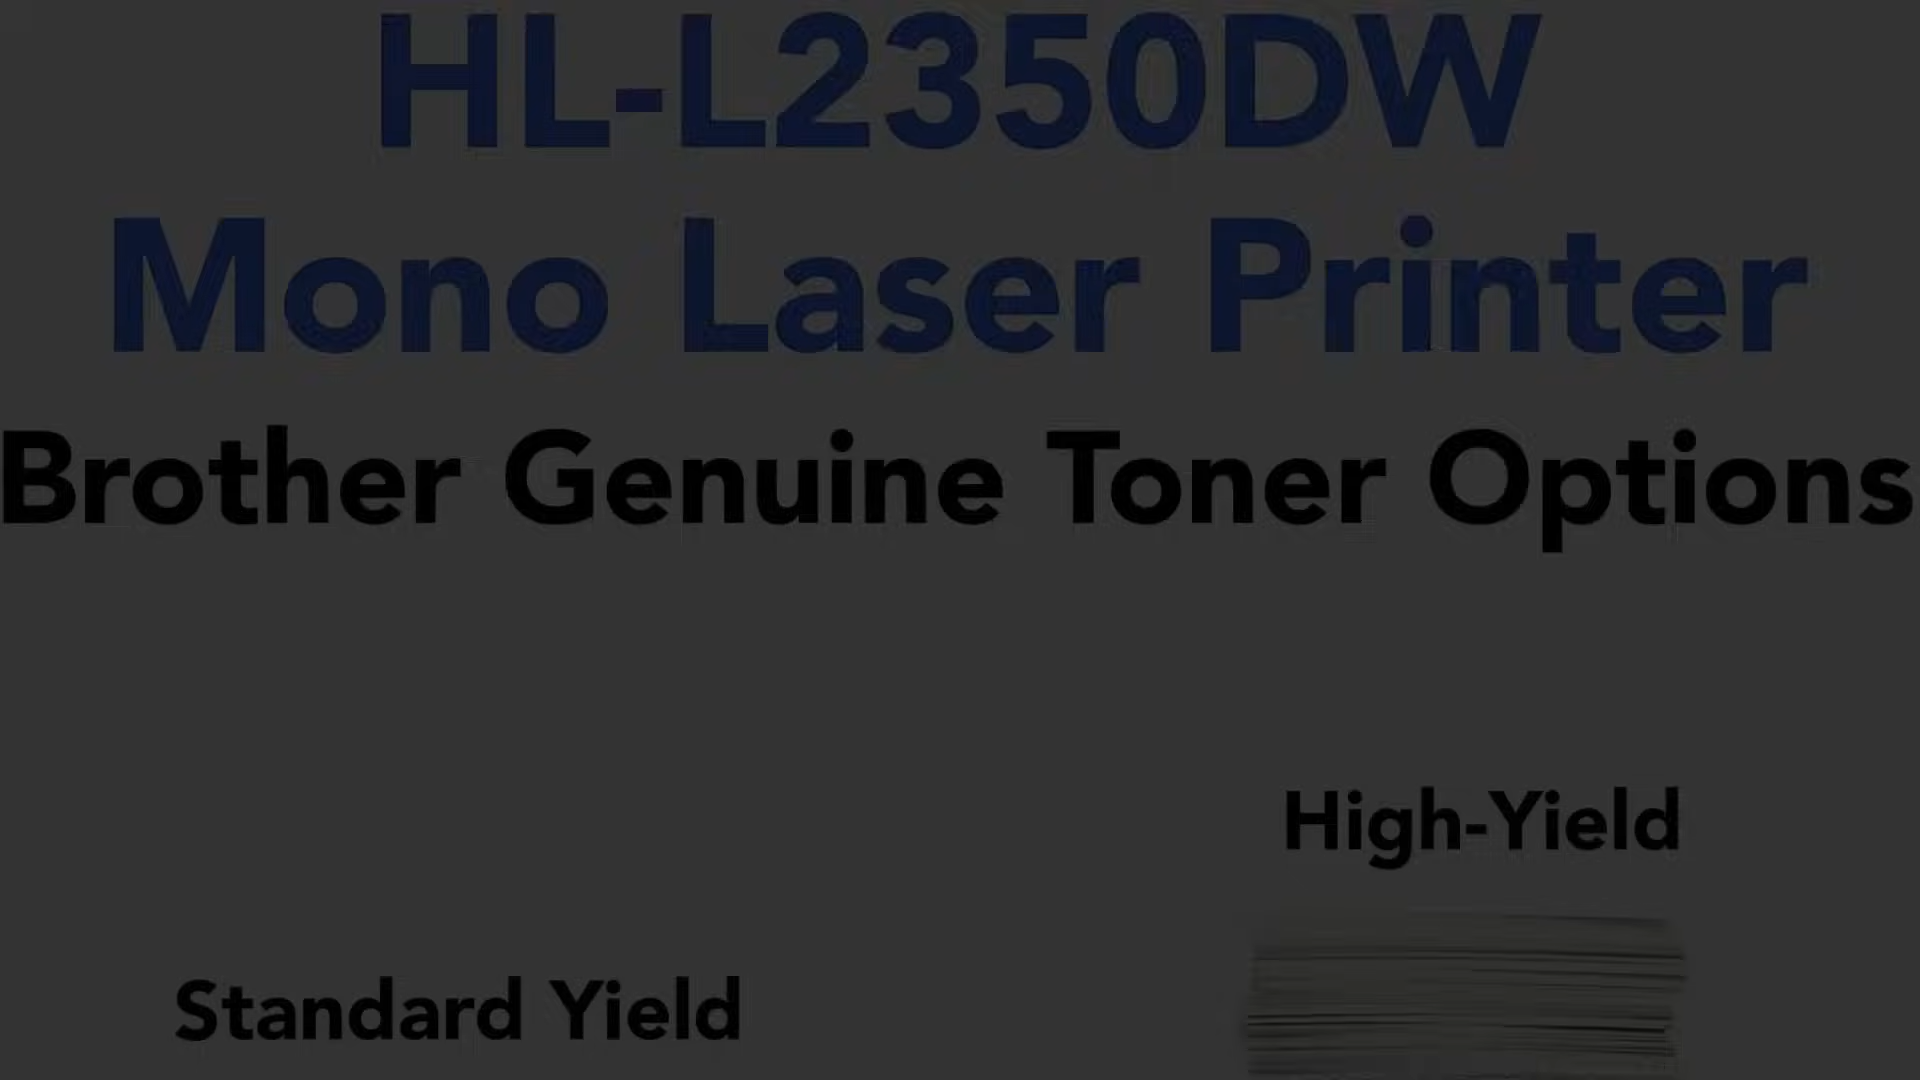 HL-L2350DW
Mono Laser Printer
Brother Genuine Toner Options
High-Yield
Standard Yield